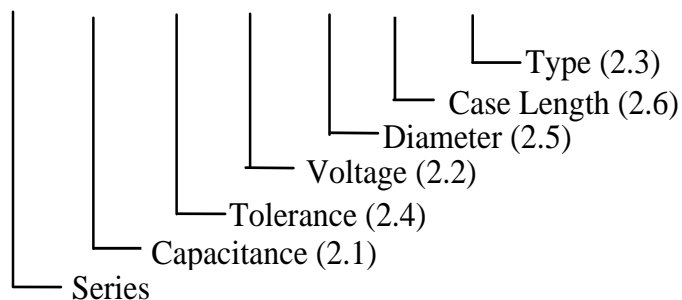 Type (2.3)
Case Length (2.6)
Diameter (2.5)
Voltage (2.2)
Tolerance (2.4)
Capacitance (2.1)
Series